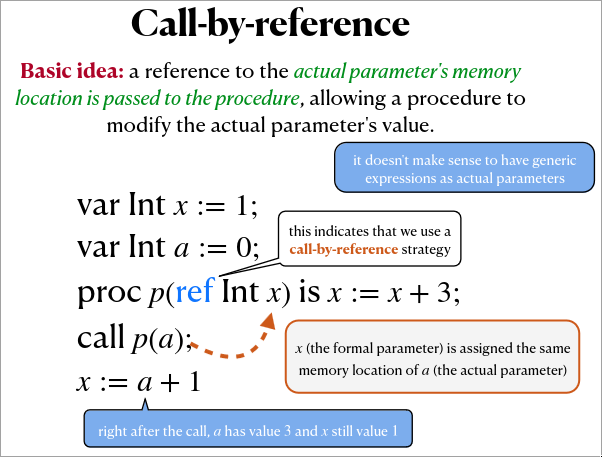 Call-by-reference
Basic idea: a reference to the actual parameter's memory
location is passed to the procedure, allowing a procedure to
modify the actual parameter's value.
it doesn't make sense to have generic
expressions as actual parameters
var Int x := 1;
var Int a := 0;
this indicates that we use a
call-by-reference strategy
proc p(ref Int x) is x := x + 3;
call p(a);
x (the formal parameter) is assigned the same
memory location of a (the actual parameter)
x := a + 1
right after the call, a has value 3 and x still value 1